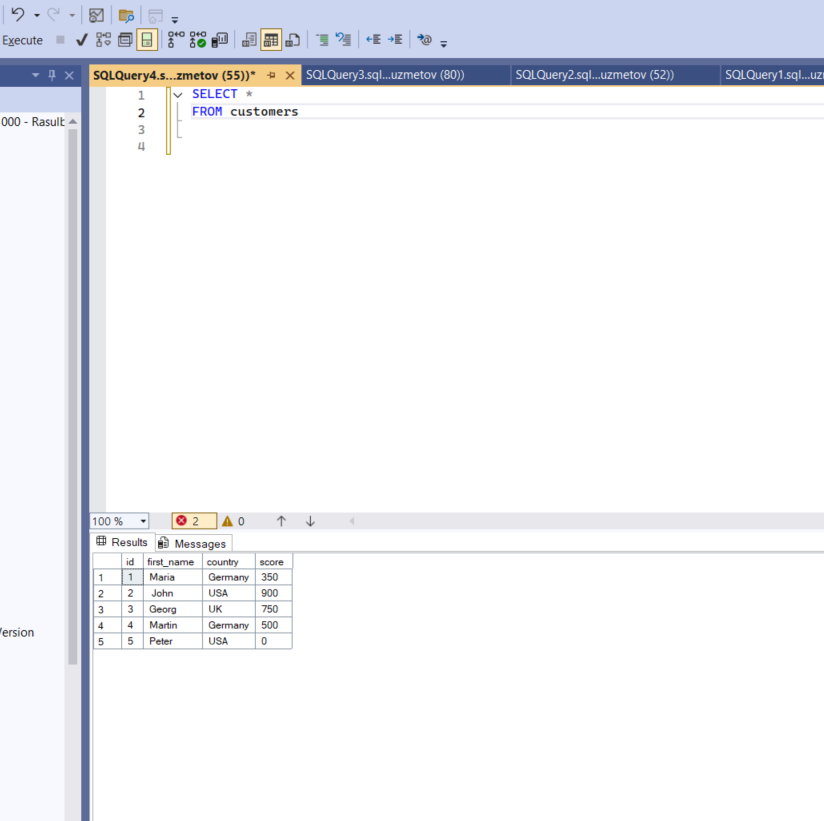 Execute
SQLQuery4.s...zmetov (55))* SQLQuery3.sql...uzmetov (80)) SQLQuery2.sql...uzmetov (52)) SQLQuery1.sql...uz
000 - Rasulb
1 SELECT *
2 FROM customers
3
4
100 % 2 0
Results Messages
id first_name country score
1 1 Maria Germany 350
2 2 John USA 900
3 3 Georg UK 750
4 4 Martin Germany 500
5 5 Peter USA 0
Version